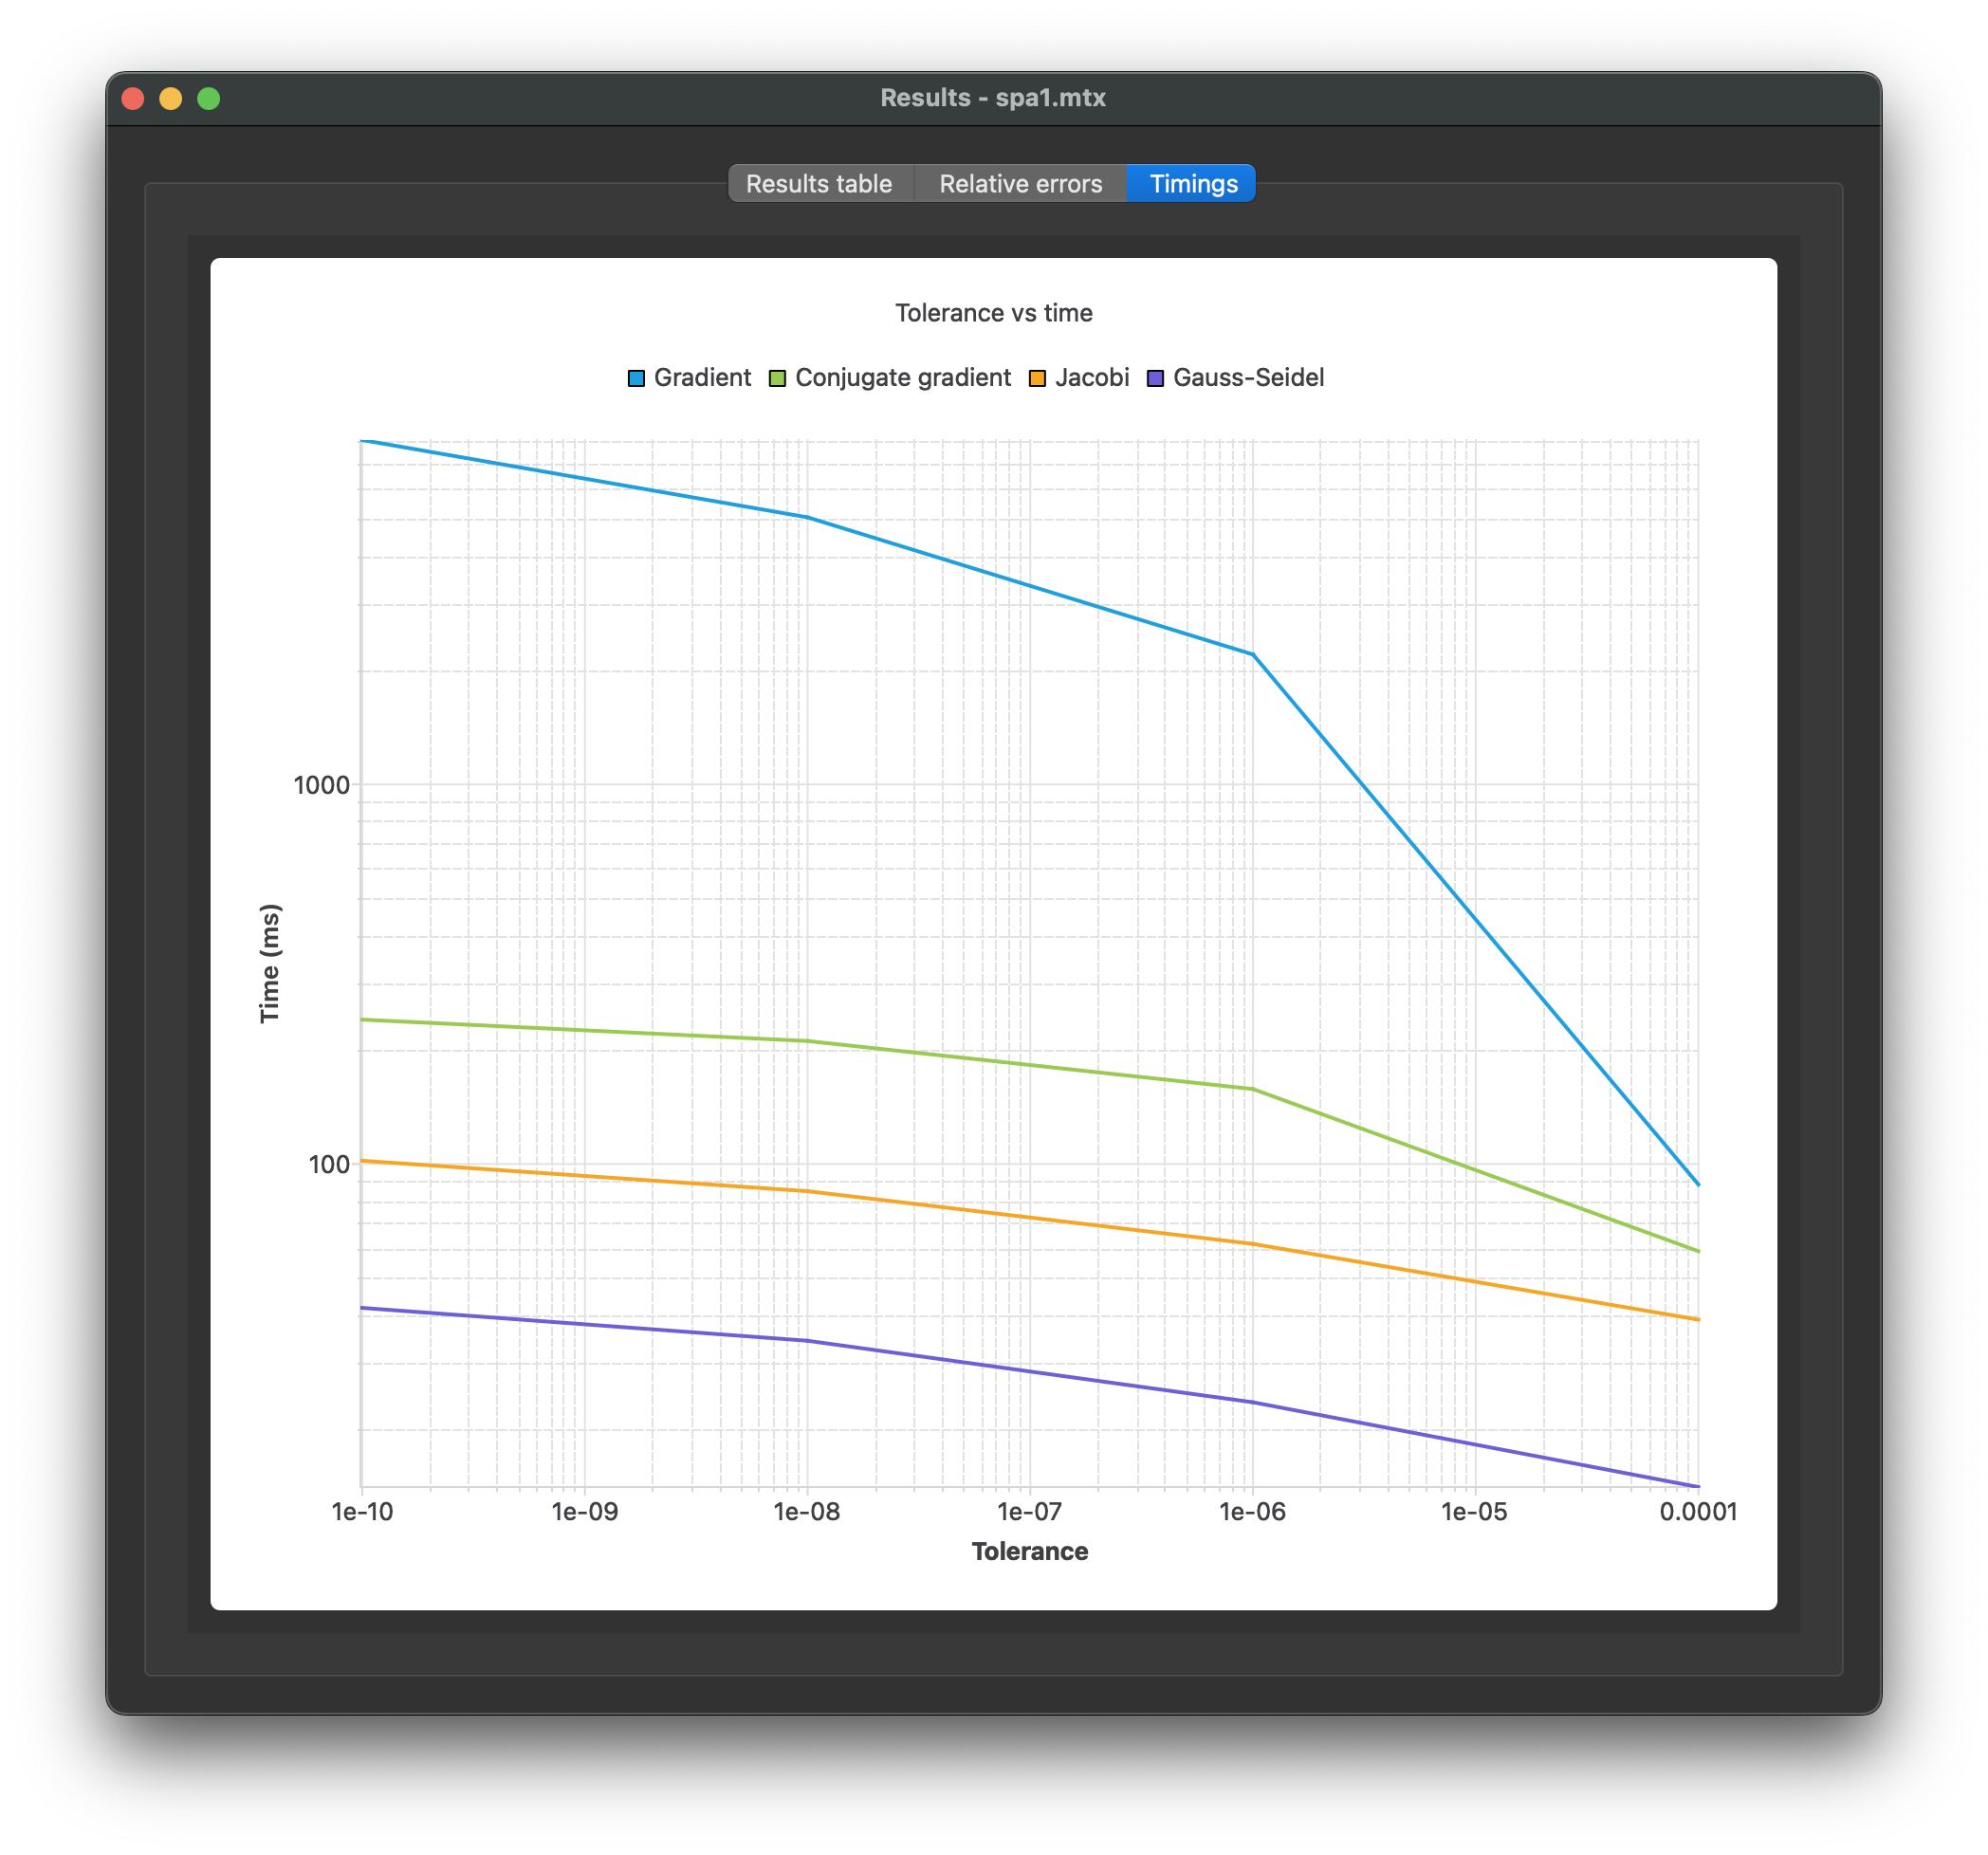 Results - spa1.mtx
Results table Relative errors Timings
Tolerance vs time
Gradient Conjugate gradient Jacobi Gauss-Seidel
1000
Time (ms)
100
1e-10 1e-09 1e-08 1e-07 1e-06 1e-05 0.0001
Tolerance